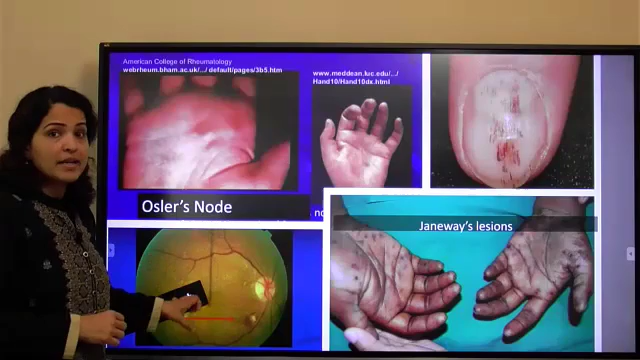 American College of Rheumatology
webrheum.bham.ac.uk/.../ default/pages/3b5.htm
www.meddean.luc.edu/.../
Hand10/Hand10dx.html
Osler's Node
Janeway's lesions